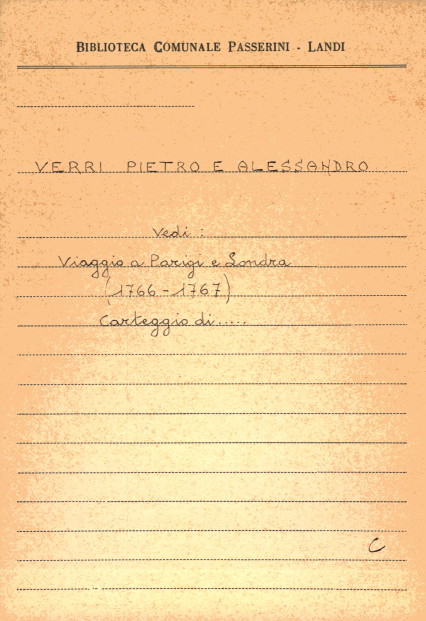 BIBLIOTECA COMUNALE PASSERINI - LANDI
VERRI PIETRO E ALESSANDRO
Vedi :
Viaggio a Parigi e Londra
(1766-1767)
Carteggio di.....
C